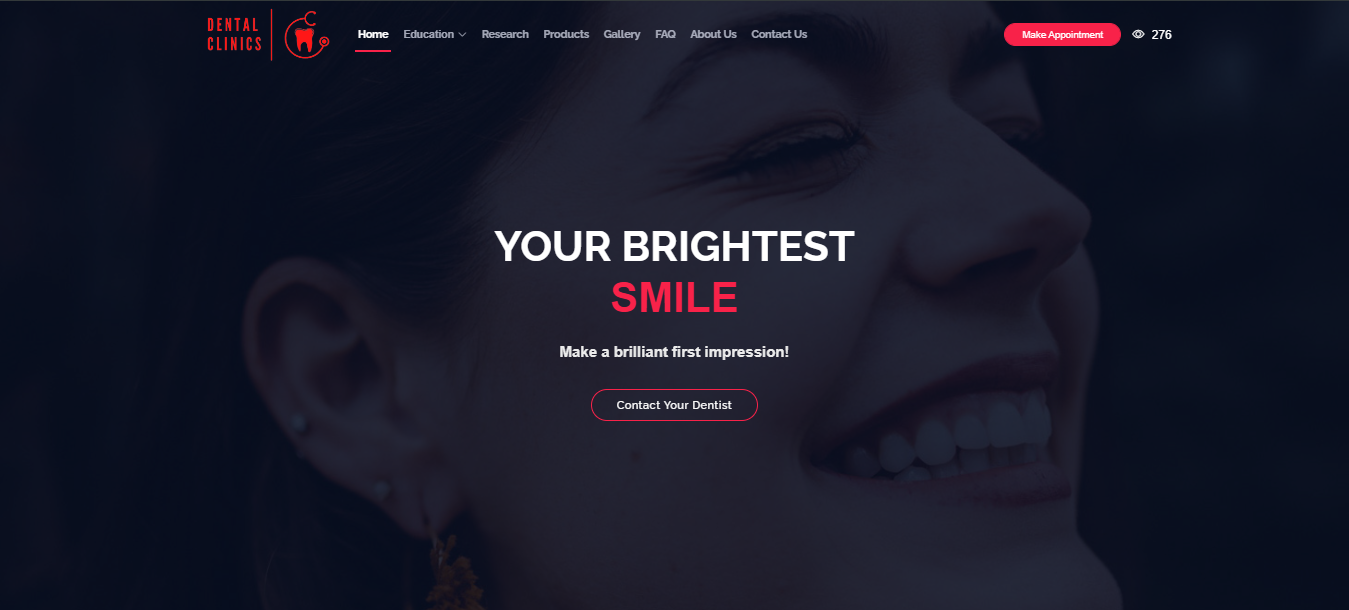 DENTAL
CLINICS
Home Education Research Products Gallery FAQ About Us Contact Us Make Appointment 276
YOUR BRIGHTEST
SMILE
Make a brilliant first impression!
Contact Your Dentist